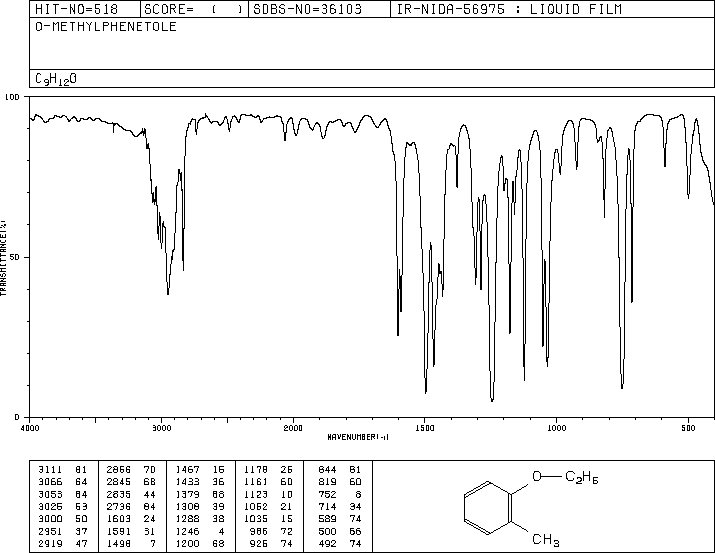 HIT-NO=518 SCORE= ( ) SDBS-NO=36103 IR-NIDA-56975 : LIQUID FILM
O-METHYLPHENETOLE
C9H12O
100
50
0
TRANSMITTANCE(%)
4000 3000 2000 1500 1000 500
WAVENUMBER(-1)
3111 81 2866 70 1467 15 1178 25 844 81
3066 64 2845 68 1433 36 1161 60 819 60
3053 64 2835 44 1379 68 1123 10 752 8
3025 53 2736 84 1308 39 1052 21 714 34
3000 50 1603 24 1288 38 1035 15 589 74
2951 37 1591 31 1246 4 986 72 500 66
2919 47 1498 7 1200 68 925 74 492 74
O—C2H5
CH3